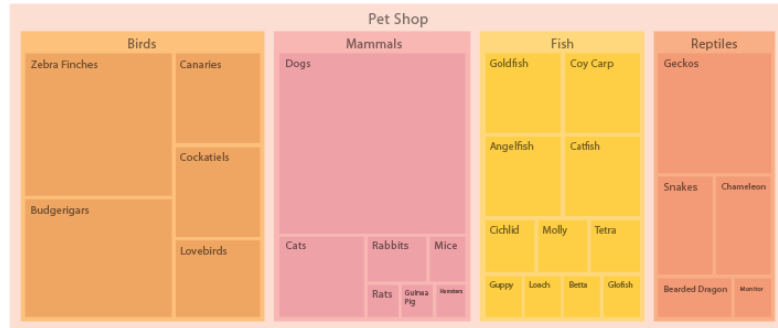 Pet Shop
Birds
Zebra Finches
Canaries
Cockatiels
Budgerigars
Lovebirds
Mammals
Dogs
Cats
Rabbits
Mice
Rats
Guinea
Pig
Hamsters
Fish
Goldfish
Coy Carp
Angelfish
Catfish
Cichlid
Molly
Tetra
Guppy
Loach
Betta
Glofish
Reptiles
Geckos
Snakes
Chameleon
Bearded Dragon
Monitor